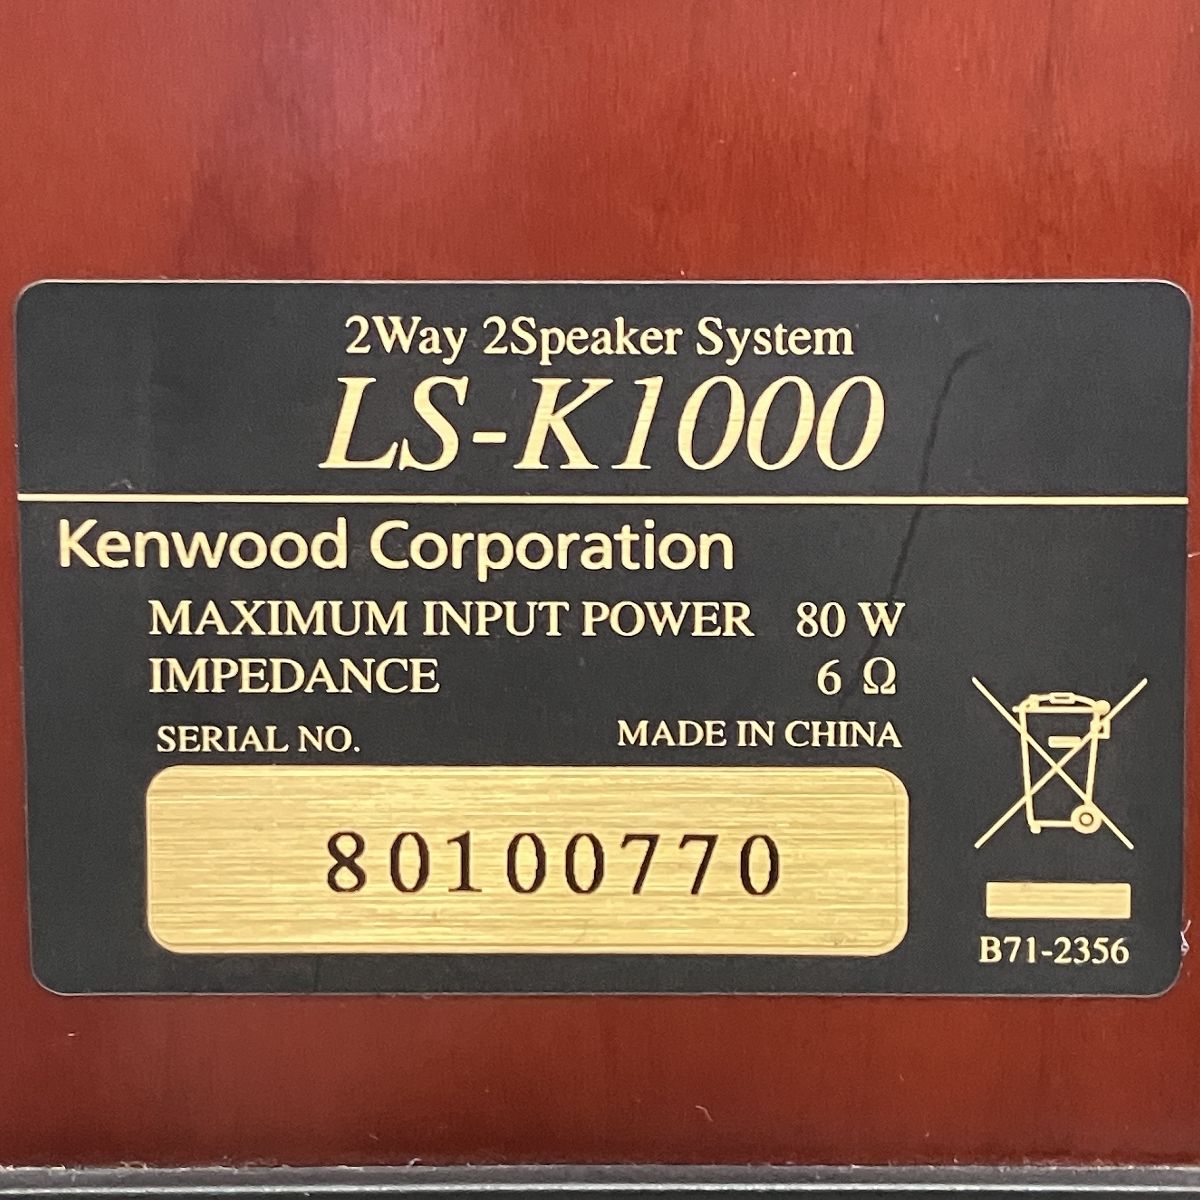 2Way 2Speaker System
LS-K1000
Kenwood Corporation
MAXIMUM INPUT POWER 80 W
IMPEDANCE 6 Ω
SERIAL NO. MADE IN CHINA
80100770
B71-2356